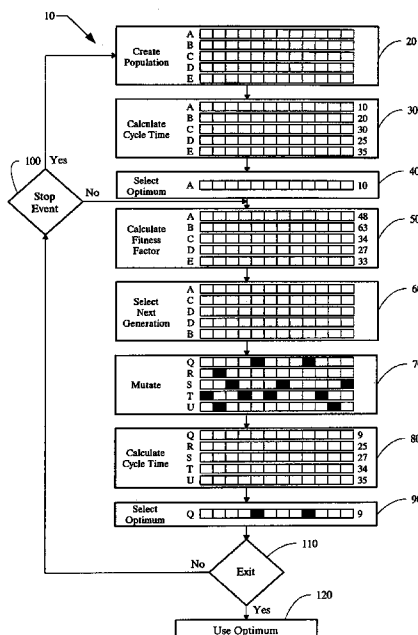 10
Create
Population
A
B
C
D
E
20
Calculate
Cycle Time
A 10
B 20
C 30
D 25
E 35
30
Select
Optimum
A 10
40
100
Yes
Stop
Event
No
Calculate
Fitness
Factor
A 48
B 63
C 34
D 27
E 33
50
Select
Next
Generation
A
C
D
D
B
60
Mutate
Q
R
S
T
U
70
Calculate
Cycle Time
Q 9
R 25
S 27
T 34
U 35
80
Select
Optimum
Q 9
90
No
Exit
110
Yes
120
Use Optimum